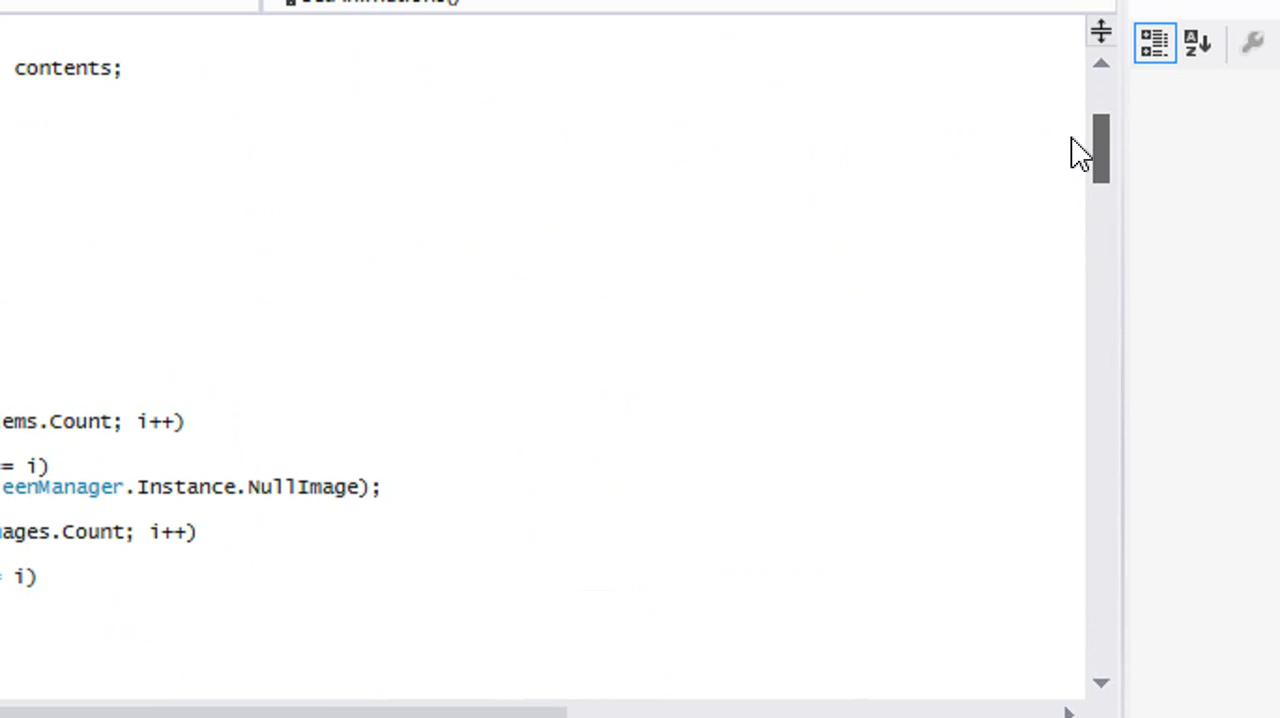 contents;
ems.Count; i++)
= i)
eenManager.Instance.NullImage);
ages.Count; i++)
= i)